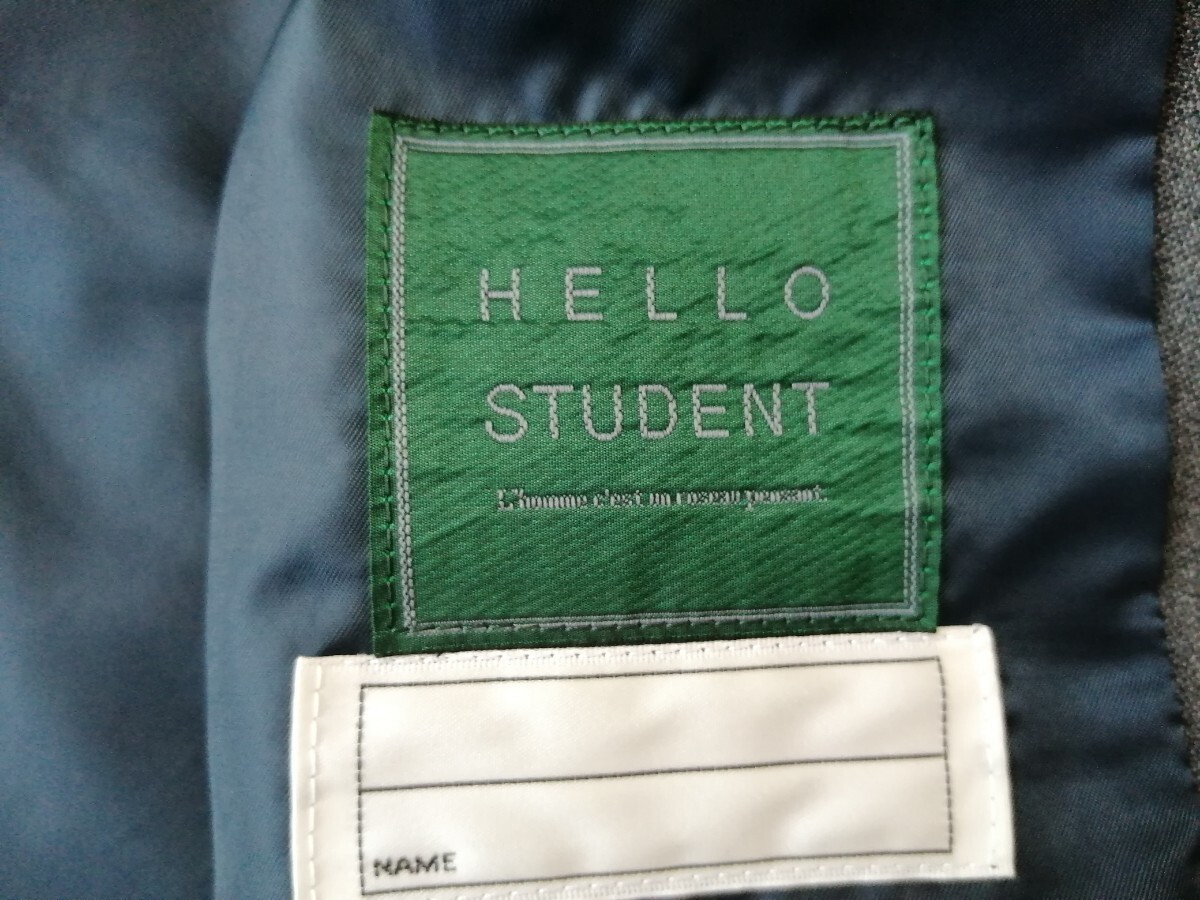 HELLO
STUDENT
L'homme c'est un roseau pensant.
NAME